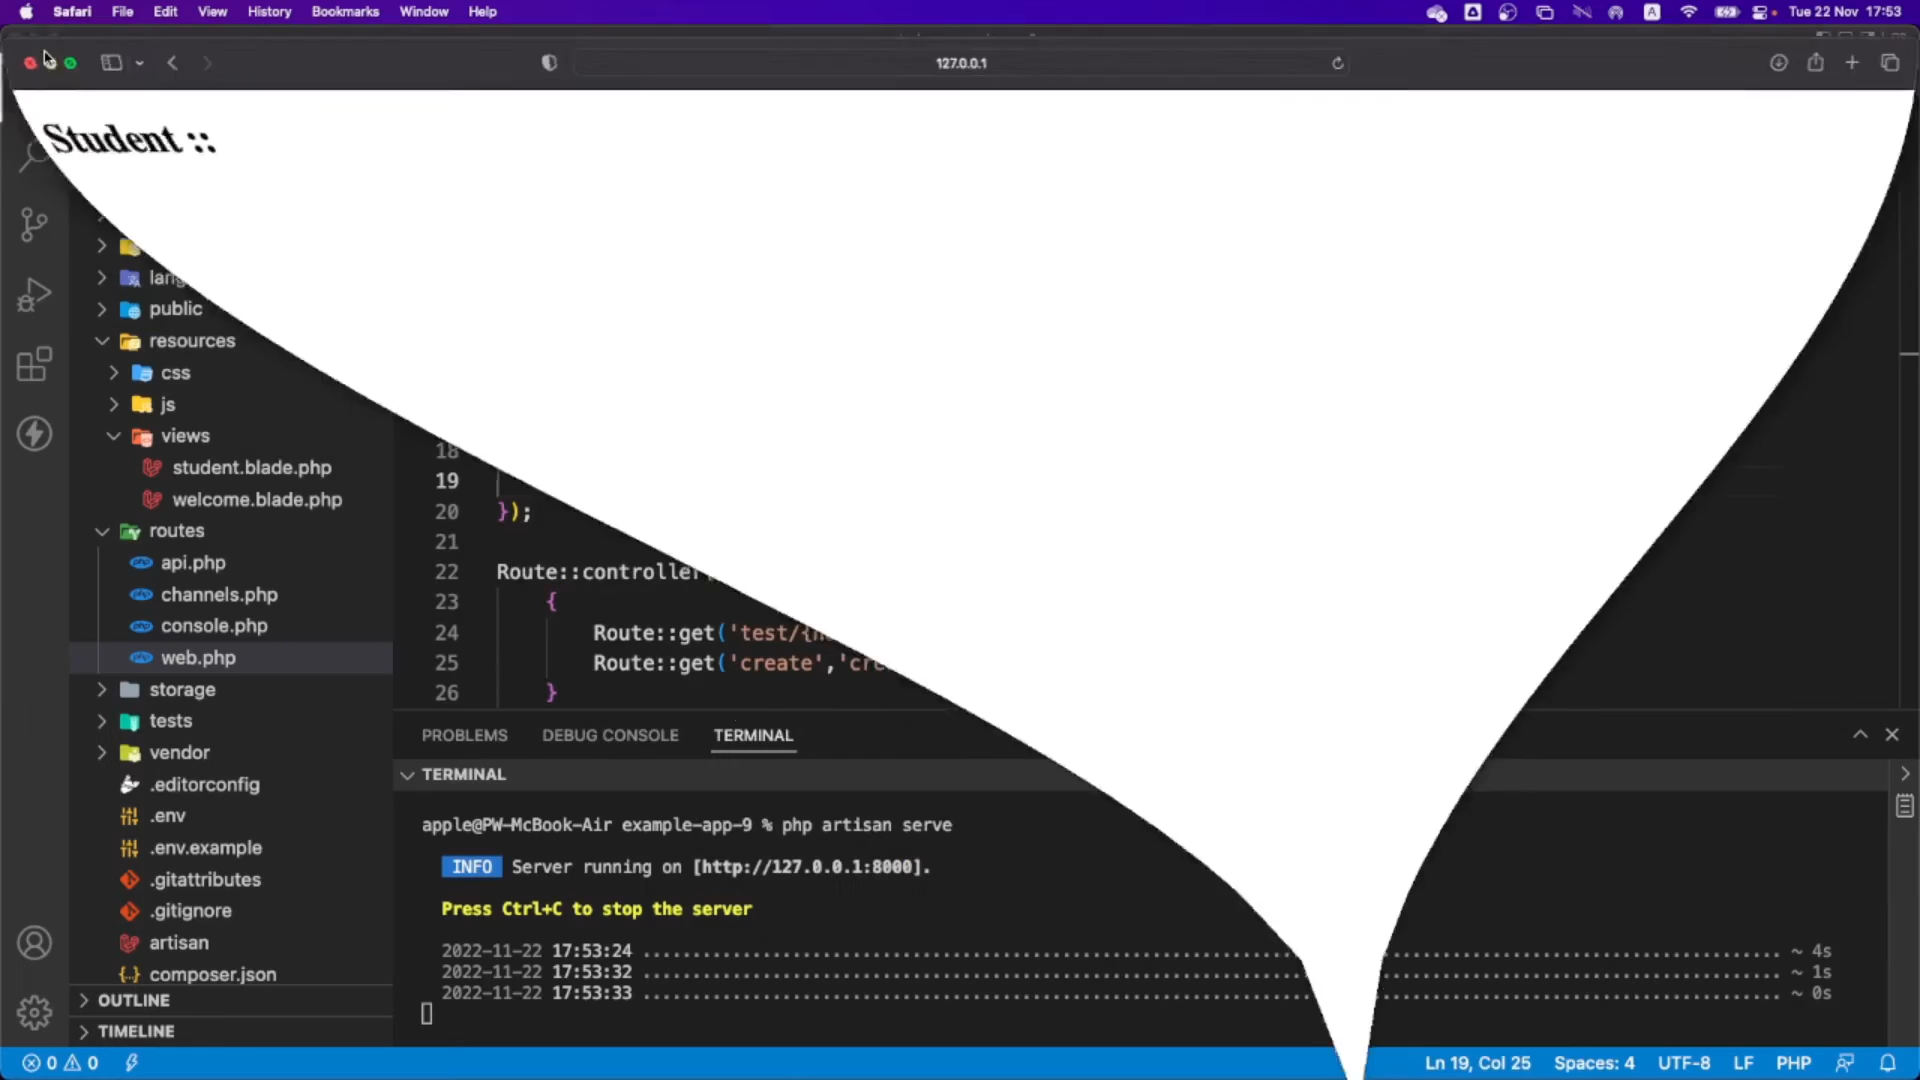 Safari File Edit View History Bookmarks Window Help
A
Tue 22 Nov 17:53
127.0.0.1
Student ::
public
resources
css
js
views
student.blade.php
welcome.blade.php
routes
api.php
channels.php
console.php
web.php
storage
tests
vendor
.editorconfig
.env
.env.example
.gitattributes
.gitignore
artisan
composer.json
OUTLINE
TIMELINE
18
19
20 });
21
22 Route::controller
23 {
24 Route::get('test/{
25 Route::get('create','cre
26 }
PROBLEMS DEBUG CONSOLE TERMINAL
TERMINAL
apple@PW-McBook-Air example-app-9 % php artisan serve
INFO Server running on [http://127.0.0.1:8000].
Press Ctrl+C to stop the server
2022-11-22 17:53:24 ~ 4s
2022-11-22 17:53:32 ~ 1s
2022-11-22 17:53:33 ~ 0s
0 0 Ln 19, Col 25 Spaces: 4 UTF-8 LF PHP